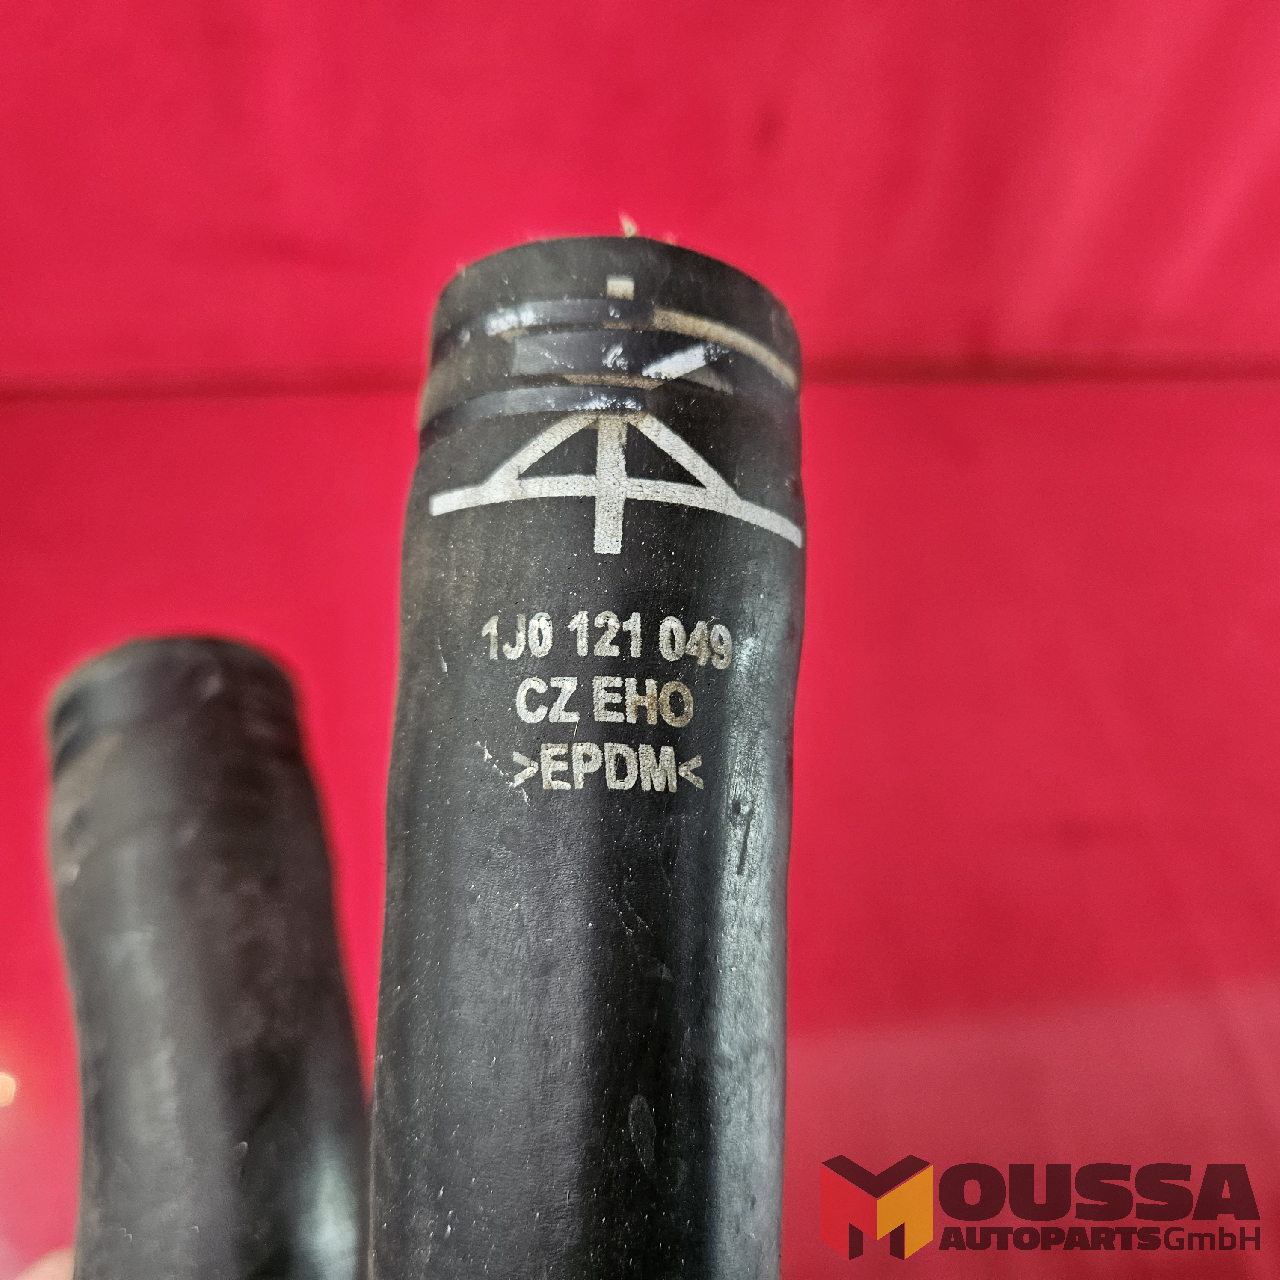 1J0 121 049
CZ EHO
>EPDM<
MOUSSA
AUTOPARTSGmbH